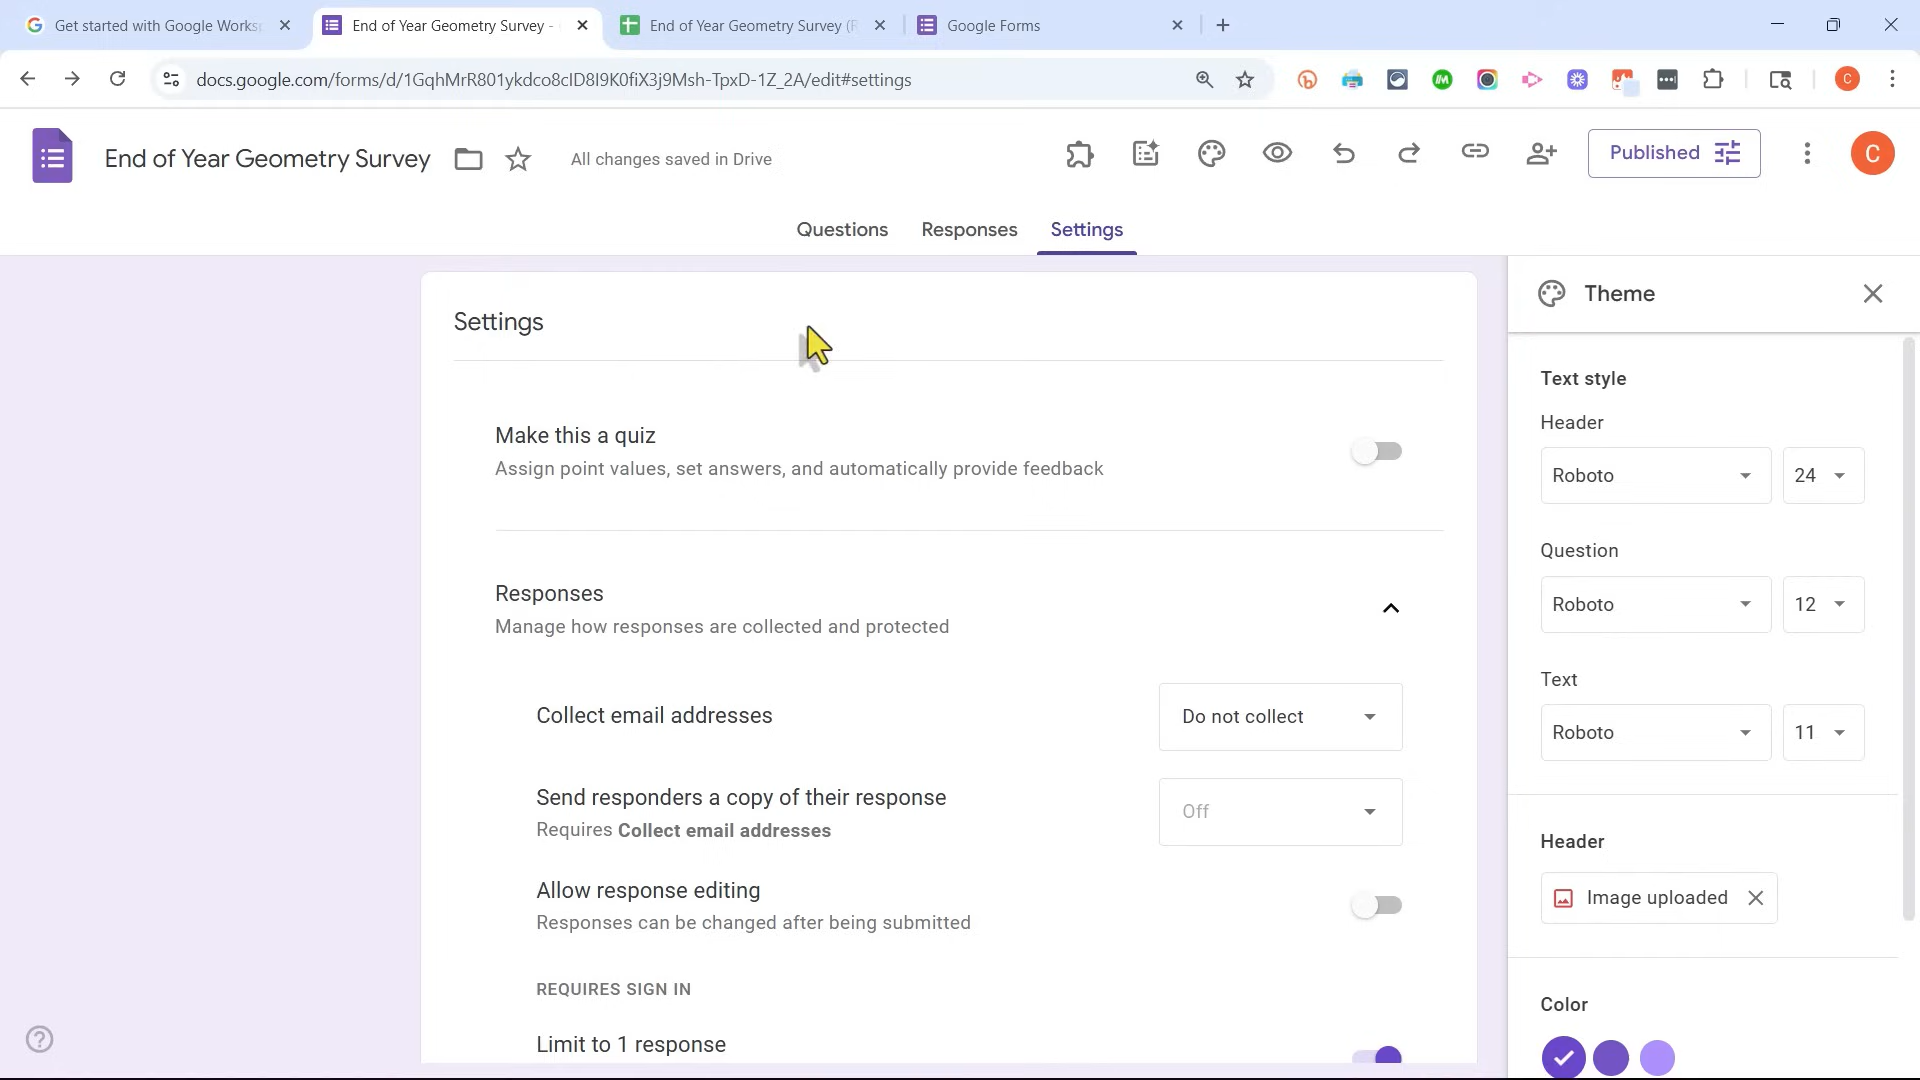 Get started with Google Works
End of Year Geometry Survey -
End of Year Geometry Survey (R
Google Forms
docs.google.com/forms/d/1GqhMrR801ykdco8clD8I9K0fiX3j9Msh-TpxD-1Z_2A/edit#settings
End of Year Geometry Survey
All changes saved in Drive
Published
C
Questions
Responses
Settings
Settings
Make this a quiz
Assign point values, set answers, and automatically provide feedback
Responses
Manage how responses are collected and protected
Collect email addresses
Do not collect
Send responders a copy of their response
Requires Collect email addresses
Off
Allow response editing
Responses can be changed after being submitted
REQUIRES SIGN IN
Limit to 1 response
Theme
Text style
Header
Roboto
24
Question
Roboto
12
Text
Roboto
11
Header
Image uploaded
Color